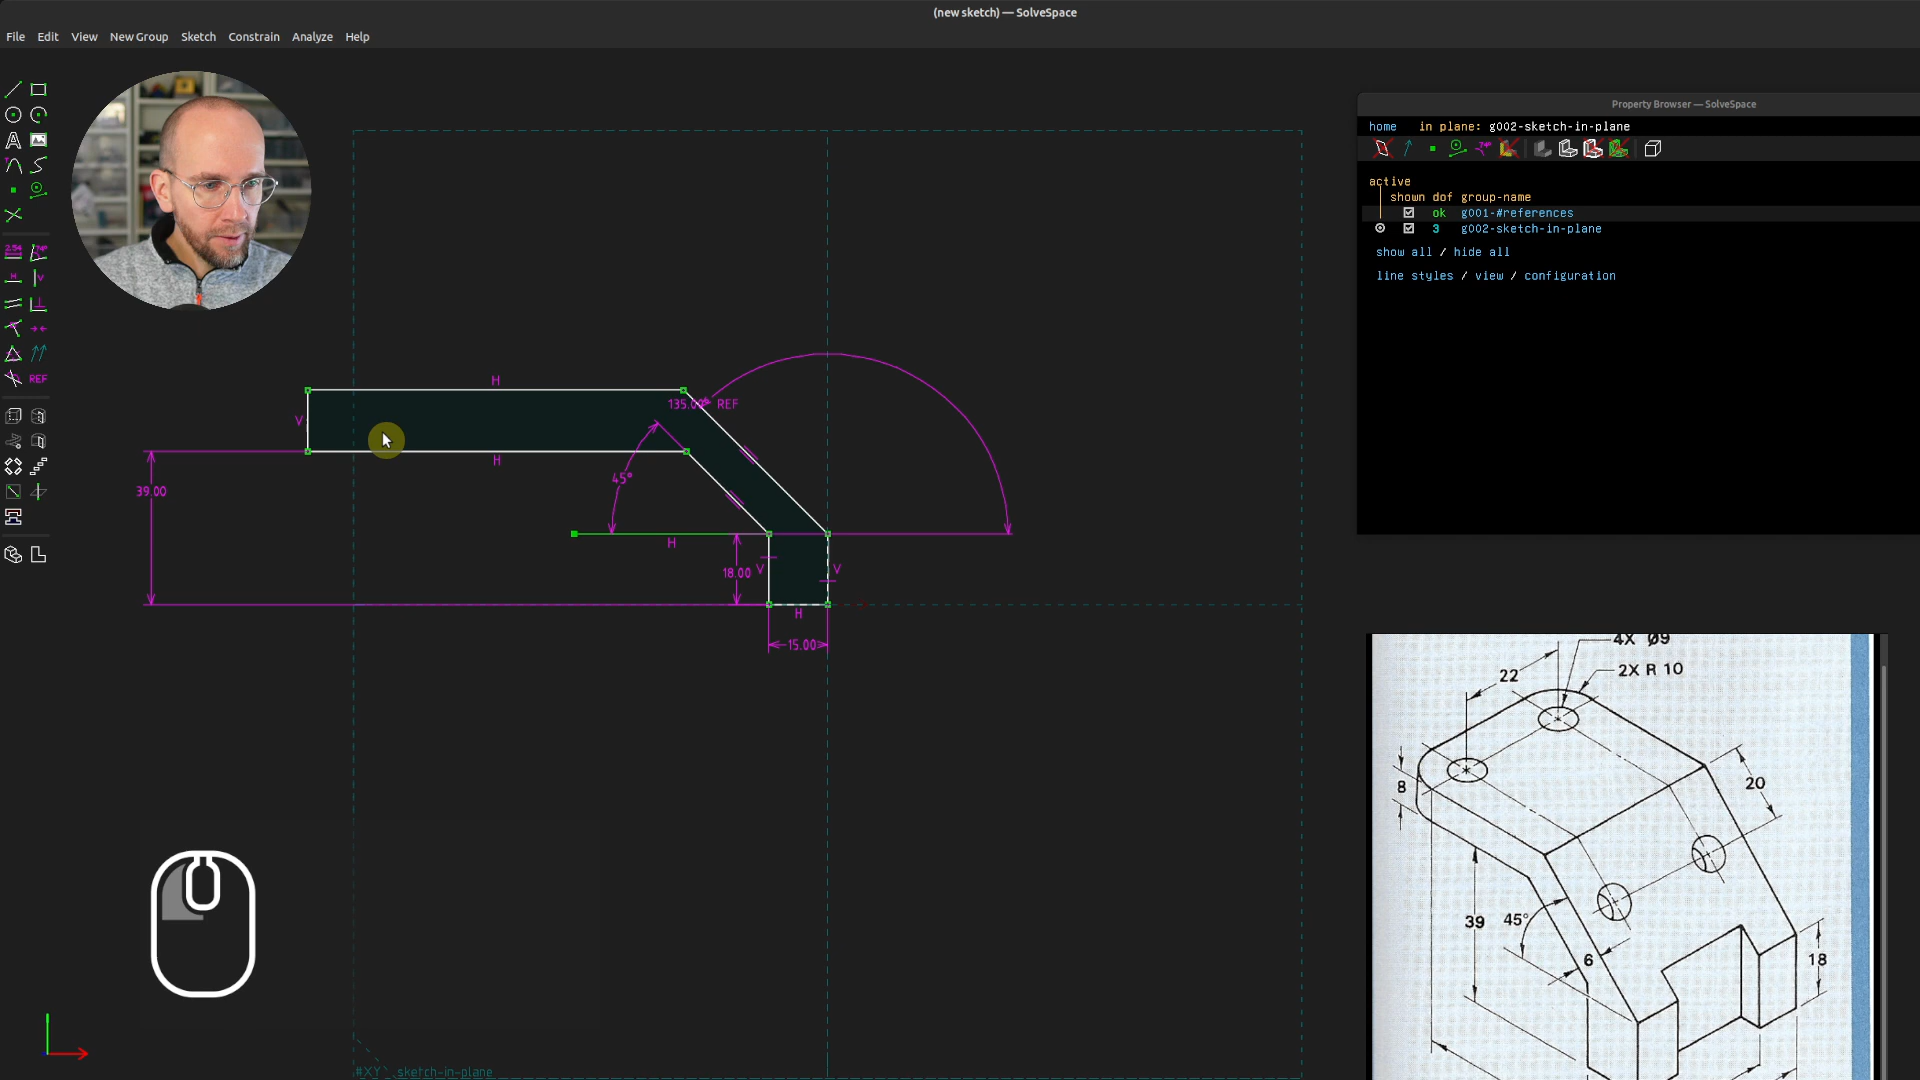 (new sketch) — SolveSpace
File Edit View New Group Sketch Constrain Analyze Help
Property Browser — SolveSpace
home in plane: g002-sketch-in-plane
active
shown dof group-name
ok g001-#references
3 g002-sketch-in-plane
show all / hide all
line styles / view / configuration
2.54
REF
H
135.00° REF
V
H
45°
39.00
H
18.00
V
V
H
15.00
#XY
sketch-in-plane
4X Ø9
22
2X R 10
8
20
39
45°
6
18